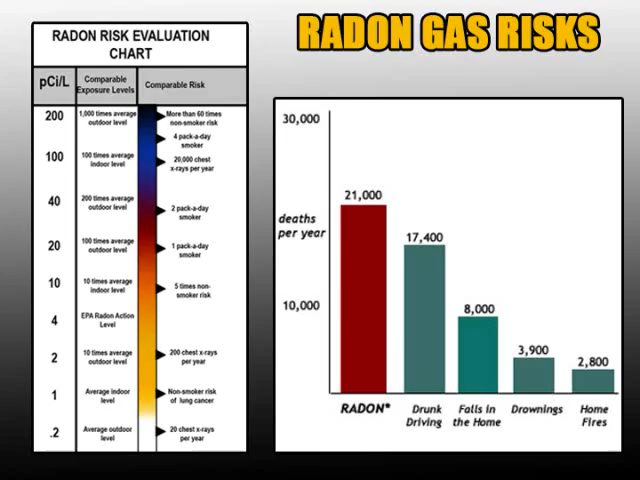 RADON GAS RISKS
RADON RISK EVALUATION
CHART
pCi/L
Comparable
Exposure Levels
Comparable Risk
200
1,000 times average
outdoor level
More than 60 times
non-smoker risk
4 pack-a-day
smoker
100
100 times average
indoor level
20,000 chest
x-rays per year
40
200 times average
outdoor level
2 pack-a-day
smoker
20
100 times average
outdoor level
1 pack-a-day
smoker
10
10 times average
indoor level
5 times non-
smoker risk
4
EPA Radon Action
Level
2
10 times average
outdoor level
200 chest x-rays
per year
1
Average indoor
level
Non-smoker risk
of lung cancer
.2
Average outdoor
level
20 chest x-rays
per year
30,000
deaths
per year
10,000
21,000
17,400
8,000
3,900
2,800
RADON*
Drunk
Driving
Falls in
the Home
Drownings
Home
Fires